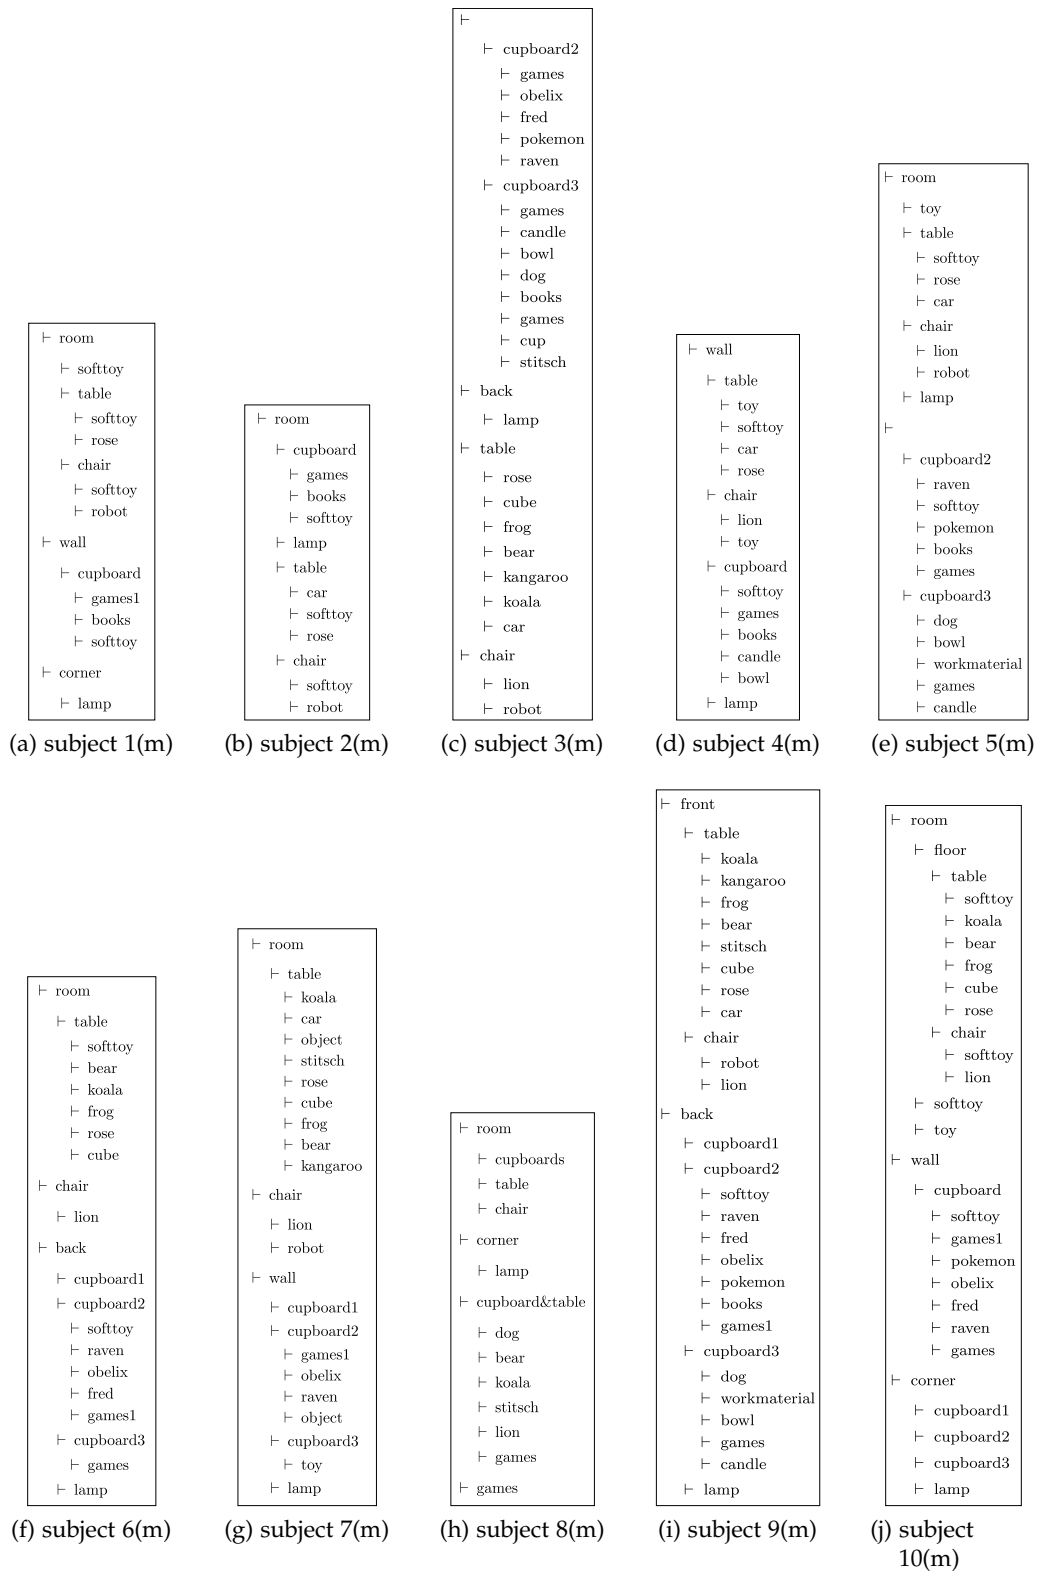 ⊢ room
⊢ softtoy
⊢ table
⊢ softtoy
⊢ rose
⊢ chair
⊢ softtoy
⊢ robot
⊢ wall
⊢ cupboard
⊢ games1
⊢ books
⊢ softtoy
⊢ corner
⊢ lamp
(a) subject 1(m)
⊢ room
⊢ cupboard
⊢ games
⊢ books
⊢ softtoy
⊢ lamp
⊢ table
⊢ car
⊢ softtoy
⊢ rose
⊢ chair
⊢ softtoy
⊢ robot
(b) subject 2(m)
⊢
⊢ cupboard2
⊢ games
⊢ obelix
⊢ fred
⊢ pokemon
⊢ raven
⊢ cupboard3
⊢ games
⊢ candle
⊢ bowl
⊢ dog
⊢ books
⊢ games
⊢ cup
⊢ stitsch
⊢ back
⊢ lamp
⊢ table
⊢ rose
⊢ cube
⊢ frog
⊢ bear
⊢ kangaroo
⊢ koala
⊢ car
⊢ chair
⊢ lion
⊢ robot
(c) subject 3(m)
⊢ wall
⊢ table
⊢ toy
⊢ softtoy
⊢ car
⊢ rose
⊢ chair
⊢ lion
⊢ toy
⊢ cupboard
⊢ softtoy
⊢ games
⊢ books
⊢ candle
⊢ bowl
⊢ lamp
(d) subject 4(m)
⊢ room
⊢ toy
⊢ table
⊢ softtoy
⊢ rose
⊢ car
⊢ chair
⊢ lion
⊢ robot
⊢ lamp
⊢
⊢ cupboard2
⊢ raven
⊢ softtoy
⊢ pokemon
⊢ books
⊢ games
⊢ cupboard3
⊢ dog
⊢ bowl
⊢ workmaterial
⊢ games
⊢ candle
(e) subject 5(m)
⊢ room
⊢ table
⊢ softtoy
⊢ bear
⊢ koala
⊢ frog
⊢ rose
⊢ cube
⊢ chair
⊢ lion
⊢ back
⊢ cupboard1
⊢ cupboard2
⊢ softtoy
⊢ raven
⊢ obelix
⊢ fred
⊢ games1
⊢ cupboard3
⊢ games
⊢ lamp
(f) subject 6(m)
⊢ room
⊢ table
⊢ koala
⊢ car
⊢ object
⊢ stitsch
⊢ rose
⊢ cube
⊢ frog
⊢ bear
⊢ kangaroo
⊢ chair
⊢ lion
⊢ robot
⊢ wall
⊢ cupboard1
⊢ cupboard2
⊢ games1
⊢ obelix
⊢ raven
⊢ object
⊢ cupboard3
⊢ toy
⊢ lamp
(g) subject 7(m)
⊢ room
⊢ cupboards
⊢ table
⊢ chair
⊢ corner
⊢ lamp
⊢ cupboard&table
⊢ dog
⊢ bear
⊢ koala
⊢ stitsch
⊢ lion
⊢ games
⊢ games
(h) subject 8(m)
⊢ front
⊢ table
⊢ koala
⊢ kangaroo
⊢ frog
⊢ bear
⊢ stitsch
⊢ cube
⊢ rose
⊢ car
⊢ chair
⊢ robot
⊢ lion
⊢ back
⊢ cupboard1
⊢ cupboard2
⊢ softtoy
⊢ raven
⊢ fred
⊢ obelix
⊢ pokemon
⊢ books
⊢ games1
⊢ cupboard3
⊢ dog
⊢ workmaterial
⊢ bowl
⊢ games
⊢ candle
⊢ lamp
(i) subject 9(m)
⊢ room
⊢ floor
⊢ table
⊢ softtoy
⊢ koala
⊢ bear
⊢ frog
⊢ cube
⊢ rose
⊢ chair
⊢ softtoy
⊢ lion
⊢ softtoy
⊢ toy
⊢ wall
⊢ cupboard
⊢ softtoy
⊢ games1
⊢ pokemon
⊢ obelix
⊢ fred
⊢ raven
⊢ games
⊢ corner
⊢ cupboard1
⊢ cupboard2
⊢ cupboard3
⊢ lamp
(j) subject
10(m)